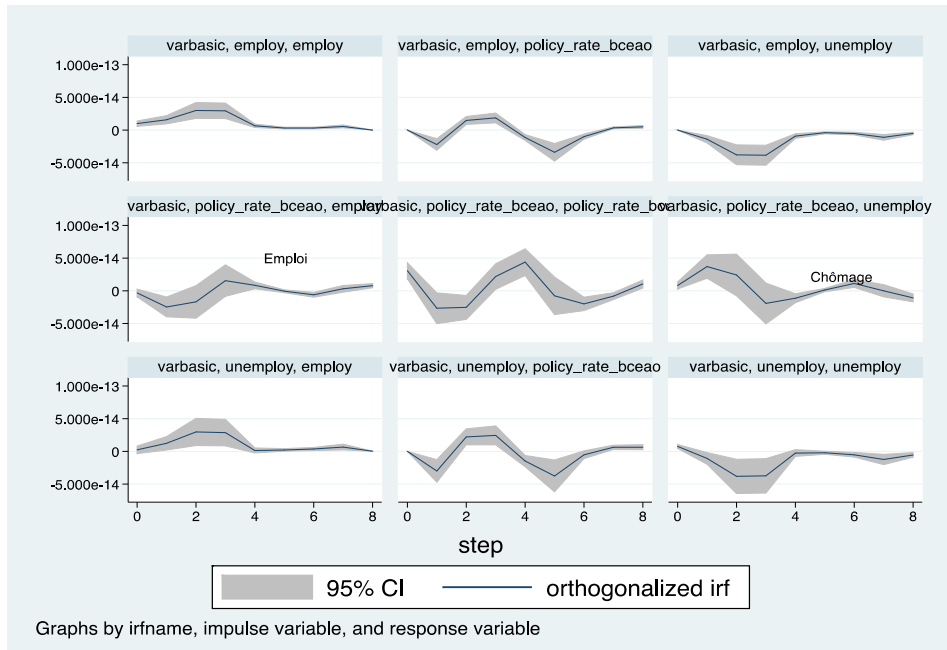 varbasic, employ, employ
varbasic, employ, policy_rate_bceao
varbasic, employ, unemploy
1.000e-13
5.000e-14
0
-5.000e-14
varbasic, policy_rate_bceao, employ
varbasic, policy_rate_bceao, policy_rate_bceao
varbasic, policy_rate_bceao, unemploy
1.000e-13
5.000e-14
0
-5.000e-14
Emploi
Chômage
varbasic, unemploy, employ
varbasic, unemploy, policy_rate_bceao
varbasic, unemploy, unemploy
1.000e-13
5.000e-14
0
-5.000e-14
0 2 4 6 8 0 2 4 6 8 0 2 4 6 8
step
95% CI orthogonalized irf
Graphs by irfname, impulse variable, and response variable